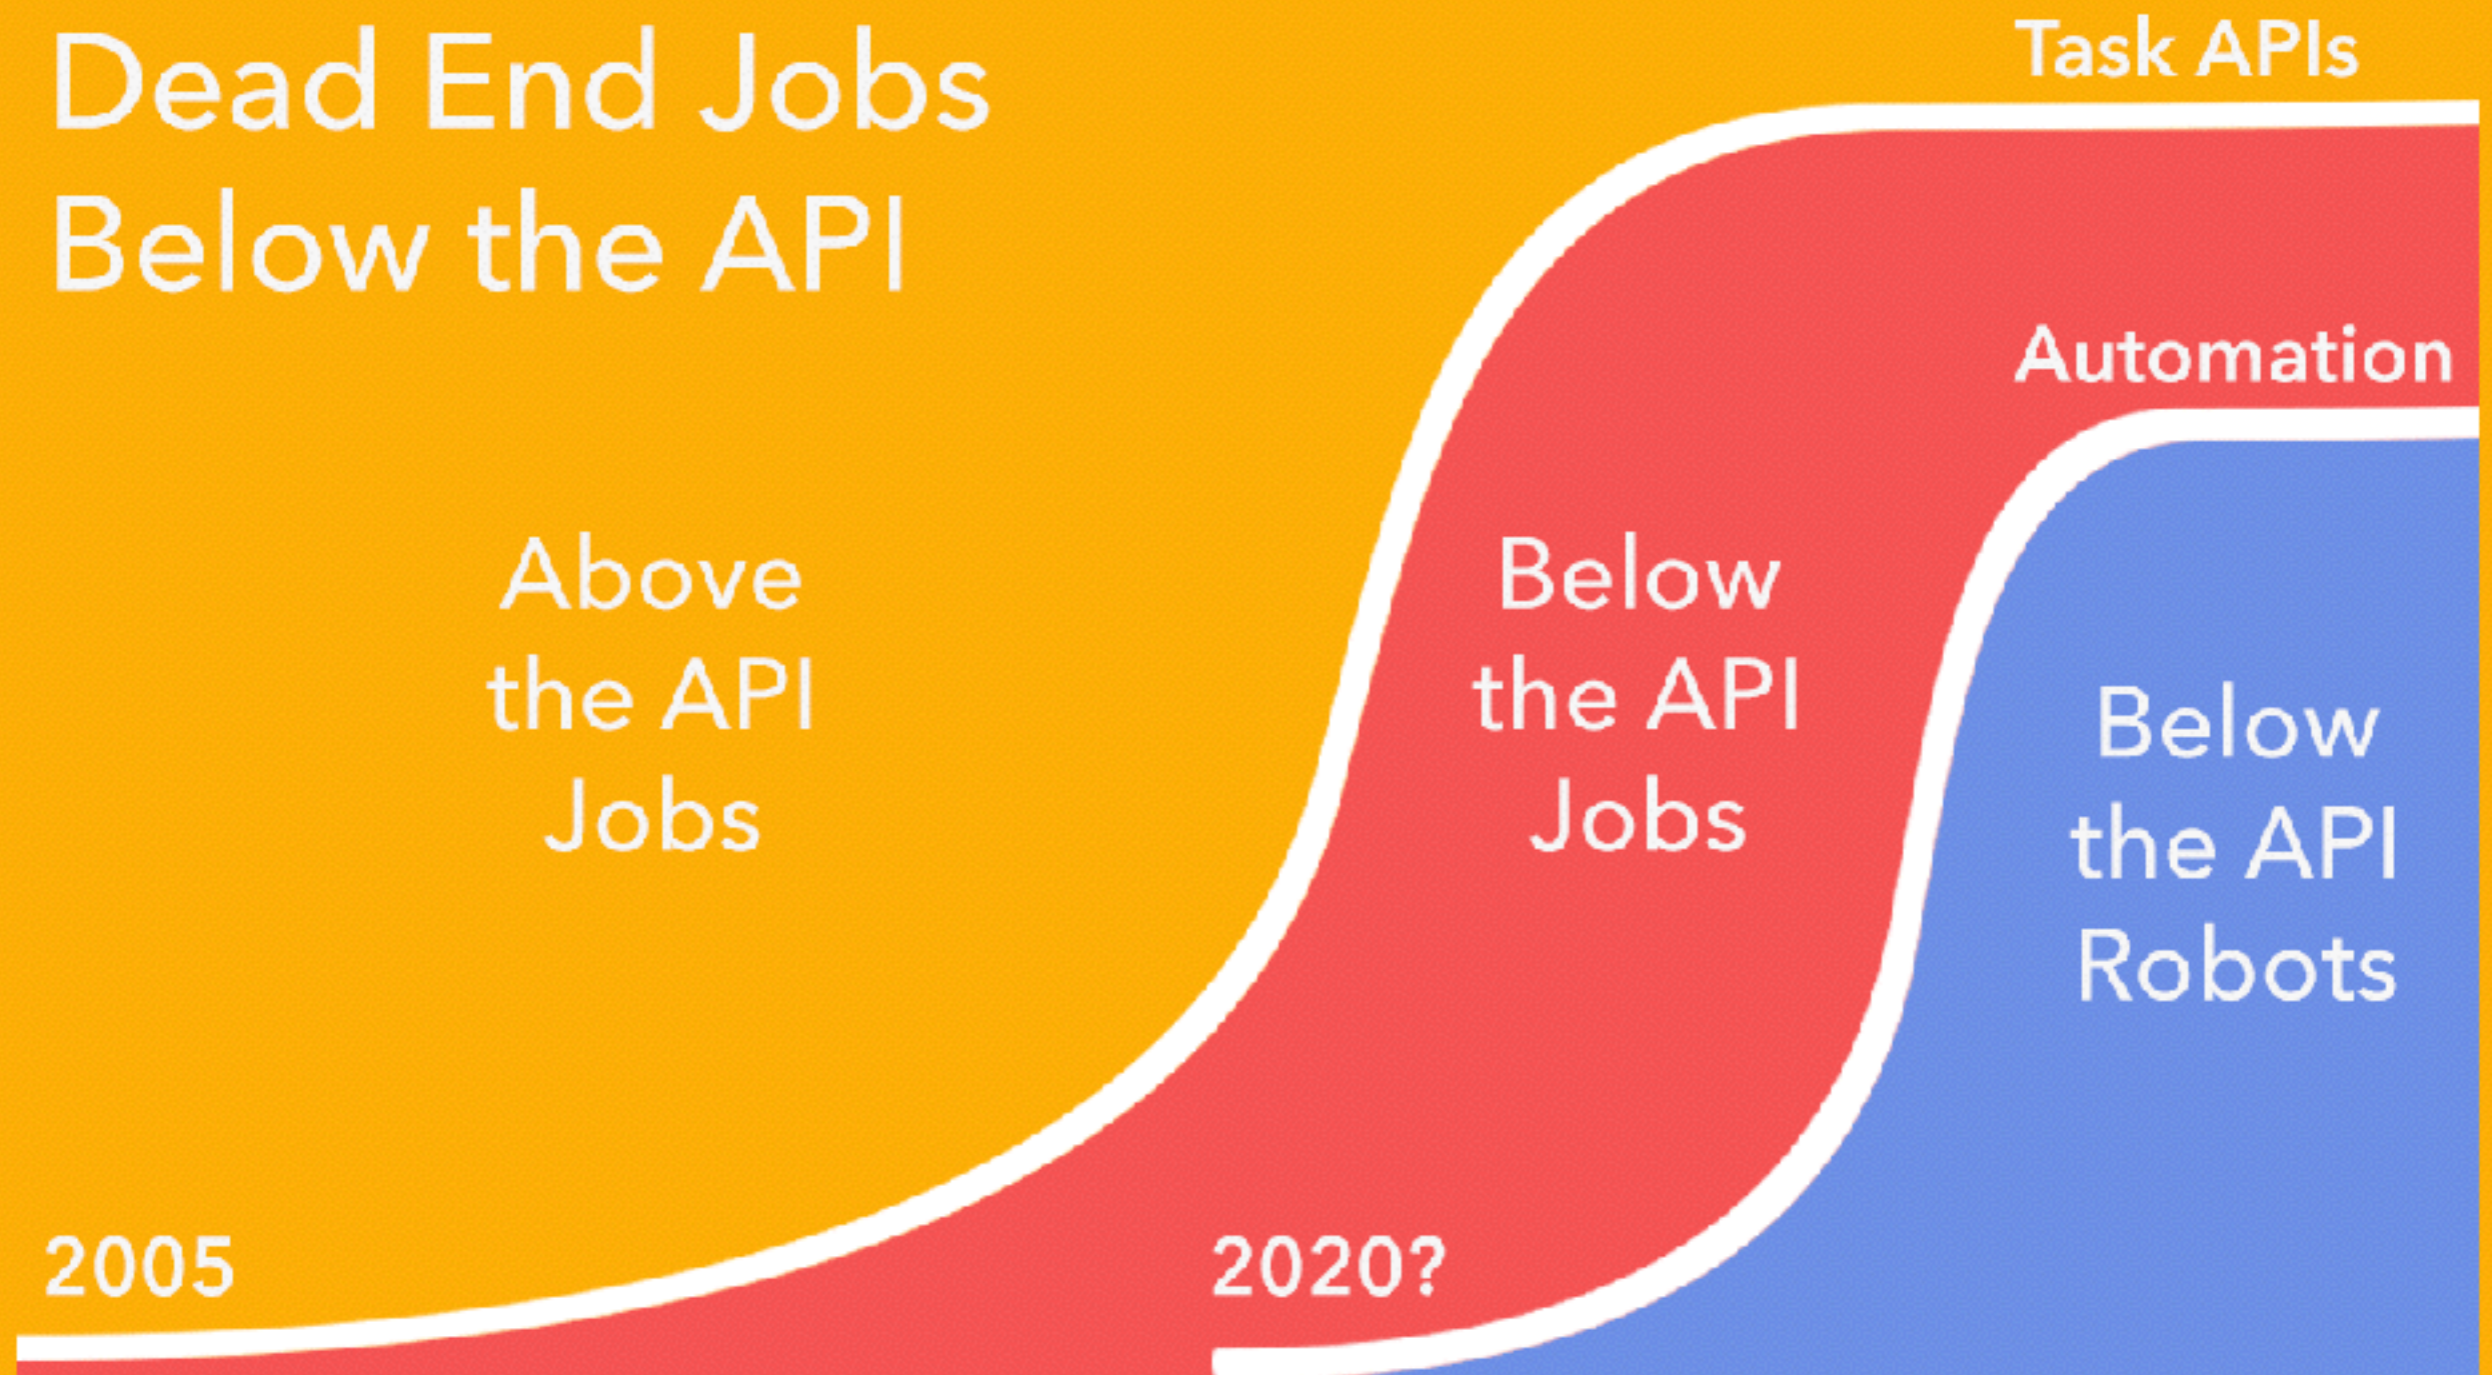 Dead End Jobs
Below the API
Task APIs
Automation
Above
the API
Jobs
Below
the API
Jobs
Below
the API
Robots
2005
2020?